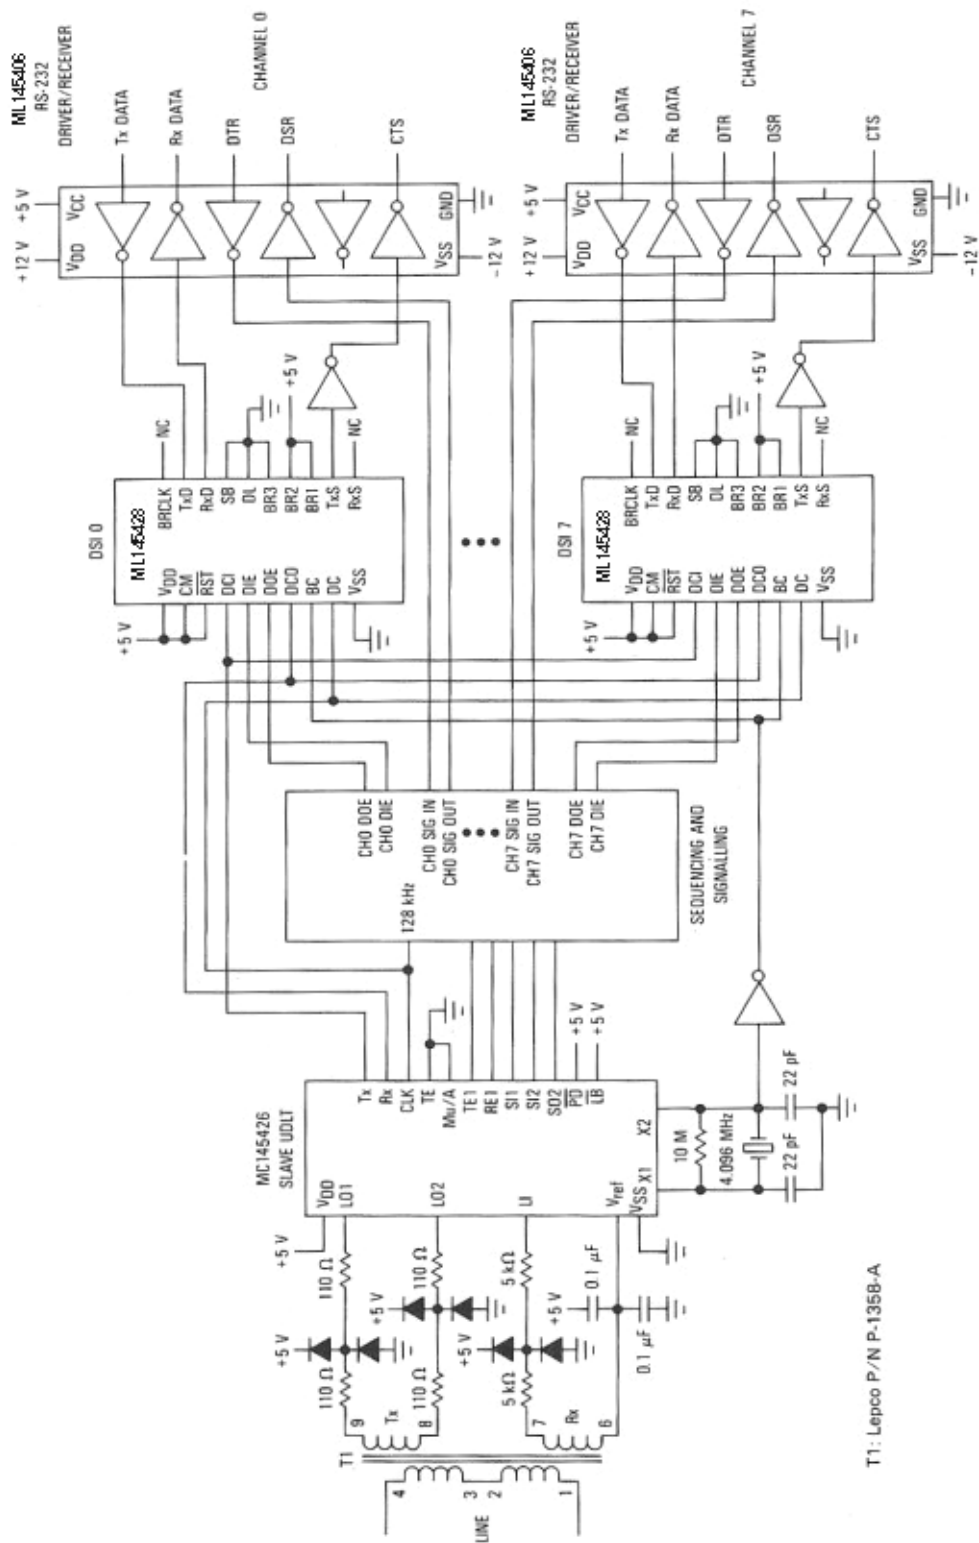 T1: Lepco P/N P-1358-A
LINE
4
3
2
1
T1
9
Tx
8
7
Rx
6
+5 V
110 Ω
110 Ω
+5 V
110 Ω
110 Ω
+5 V
5 kΩ
5 kΩ
+5 V
0.1 µF
0.1 µF
+5 V
MC145426
SLAVE UDLT
VDD
LO1
LO2
LI
Vref
VSS
X1
X2
Tx
Rx
CLK
TE
Mu/A
TE1
RE1
SI1
SI2
SO2
PD
LB
+5 V
+5 V
10 M
4.096 MHz
22 pF
22 pF
128 kHz
CH0 DOE
CH0 DIE
CH0 SIG IN
CH0 SIG OUT
CH7 SIG IN
CH7 SIG OUT
CH7 DOE
CH7 DIE
SEQUENCING AND
SIGNALLING
DSI 0
ML145428
+5 V
VDD
CM
RST
DCI
DIE
DOE
DCO
BC
DC
VSS
BRCLK
TxD
RxD
SB
DL
BR3
BR2
BR1
TxS
RxS
NC
+5 V
NC
DSI 7
ML145428
+5 V
VDD
CM
RST
DCI
DIE
DOE
DCO
BC
DC
VSS
BRCLK
TxD
RxD
SB
DL
BR3
BR2
BR1
TxS
RxS
NC
+5 V
NC
ML145406
RS-232
DRIVER/RECEIVER
+12 V
+5 V
VDD
VCC
VSS
GND
-12 V
Tx DATA
Rx DATA
DTR
DSR
CTS
CHANNEL 0
ML145406
RS-232
DRIVER/RECEIVER
+12 V
+5 V
VDD
VCC
VSS
GND
-12 V
Tx DATA
Rx DATA
DTR
DSR
CTS
CHANNEL 7